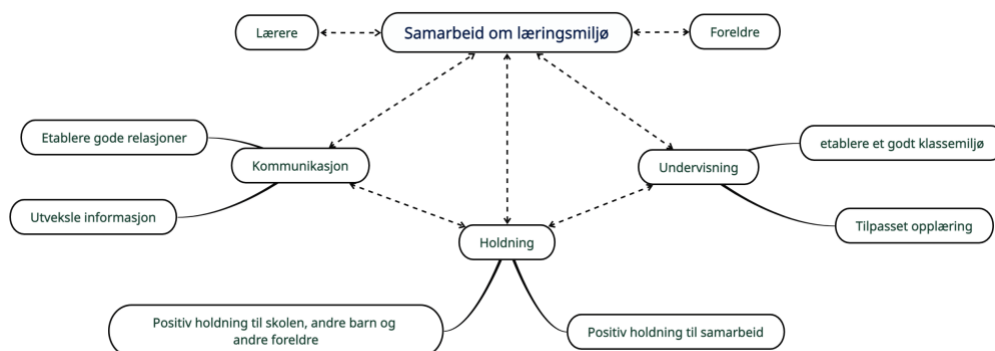 Lærere
Samarbeid om læringsmiljø
Foreldre
Etablere gode relasjoner
Kommunikasjon
Utveksle informasjon
Undervisning
etablere et godt klassemiljø
Tilpasset opplæring
Holdning
Positiv holdning til skolen, andre barn og
andre foreldre
Positiv holdning til samarbeid